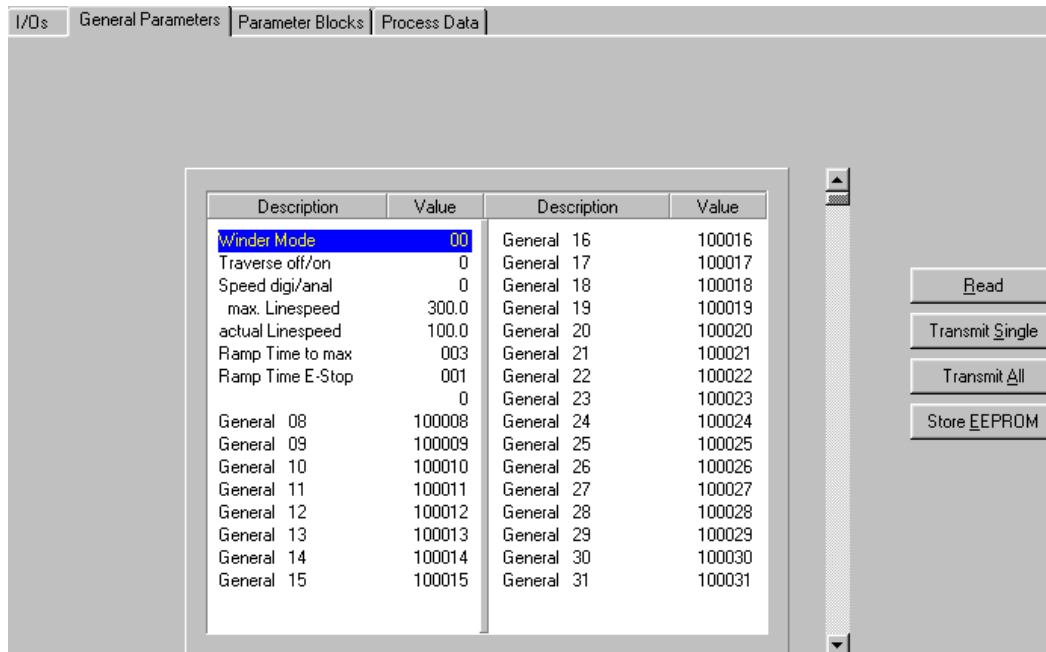 I/Os General Parameters Parameter Blocks Process Data
Description Value Description Value
Winder Mode 00 General 16 100016
Traverse off/on 0 General 17 100017
Speed digi/anal 0 General 18 100018
max. Linespeed 300.0 General 19 100019
actual Linespeed 100.0 General 20 100020
Ramp Time to max 003 General 21 100021
Ramp Time E-Stop 001 General 22 100022
0 General 23 100023
General 08 100008 General 24 100024
General 09 100009 General 25 100025
General 10 100010 General 26 100026
General 11 100011 General 27 100027
General 12 100012 General 28 100028
General 13 100013 General 29 100029
General 14 100014 General 30 100030
General 15 100015 General 31 100031
Read
Transmit Single
Transmit All
Store EEPROM